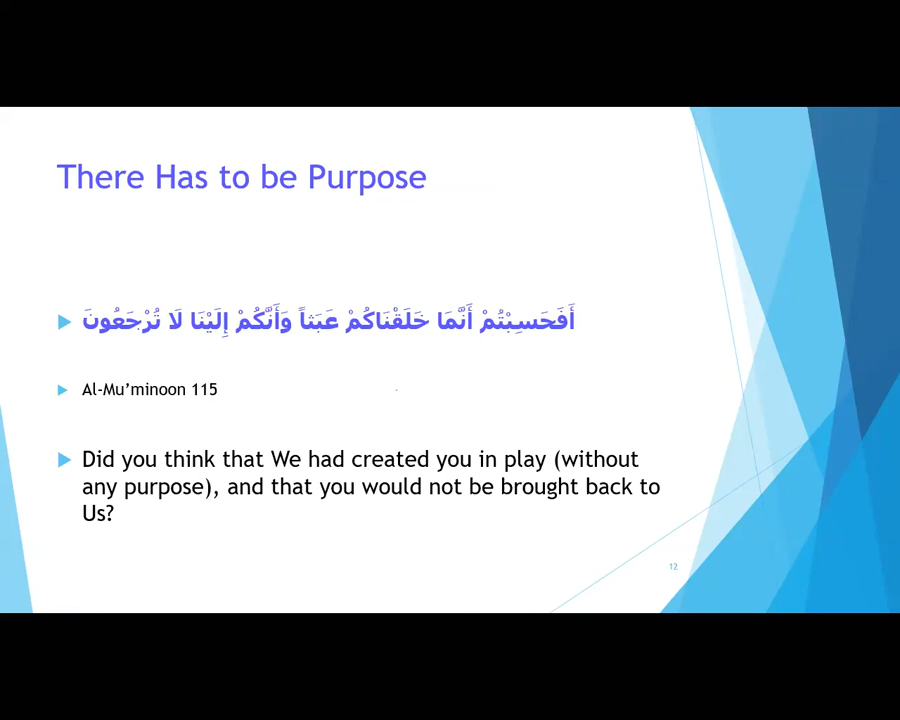 There Has to be Purpose
أَفَحَسِبْتُمْ أَنَّمَا خَلَقْنَاكُمْ عَبَثاً وَأَنَّكُمْ إِلَيْنَا لَا تُرْجَعُونَ
Al-Mu’minoon 115
Did you think that We had created you in play (without
any purpose), and that you would not be brought back to
Us?
12